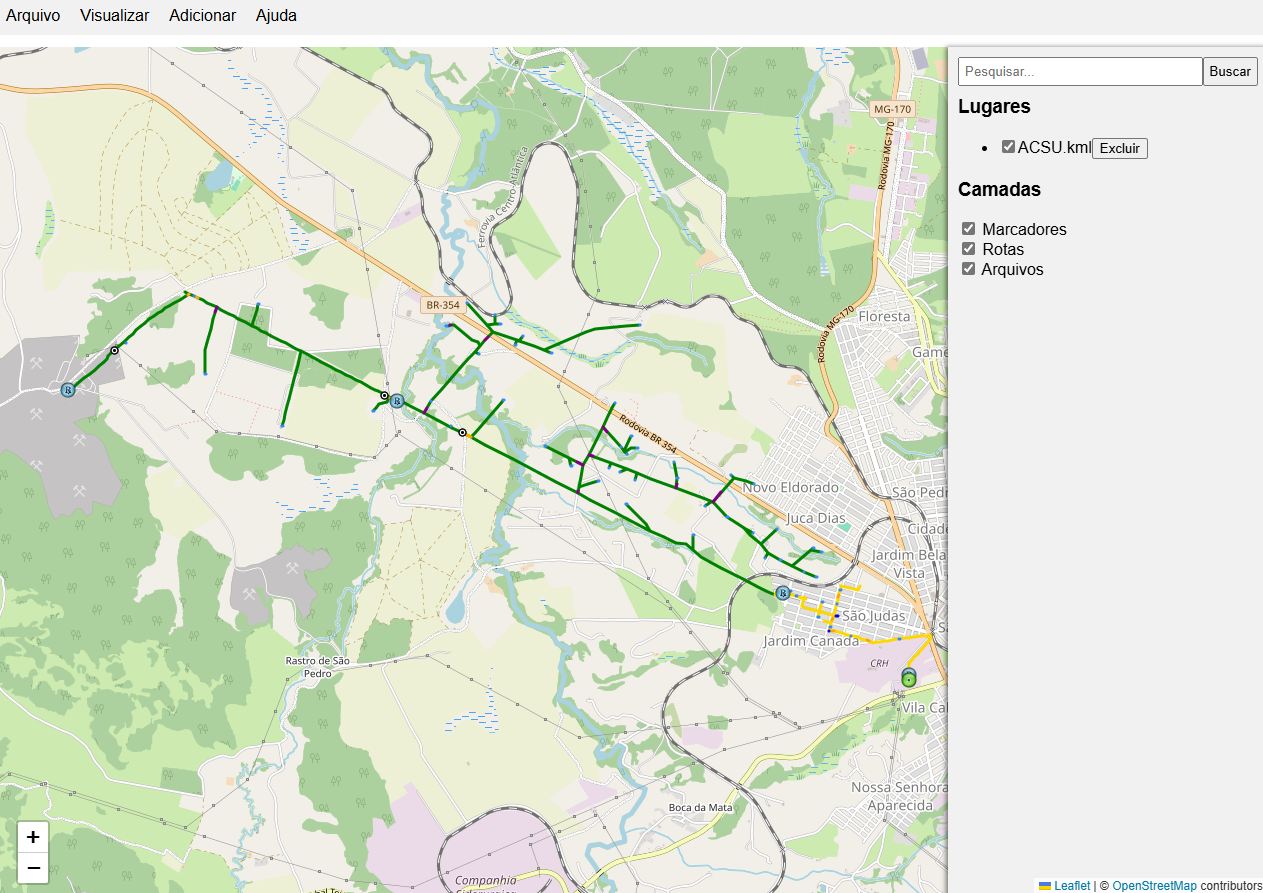 Arquivo Visualizar Adicionar Ajuda
Pesquisar...
Buscar
Lugares
ACSU.kml
Excluir
Camadas
Marcadores
Rotas
Arquivos
MG-170
Rodovia MG-170
Ferrovia Centro-Atlântica
BR-354
Rodovia MG-170
Floresta
Game
Rodovia BR 354
Novo Eldorado
São Pedr
Juca Dias
Cidade
Jardim Bela
Vista
São Judas
Jardim Canada
CRH
Rastro de São
Pedro
Vila Cal
Nossa Senhora
Aparecida
Boca da Mata
Companhia
+
−
Leaflet | © OpenStreetMap contributors